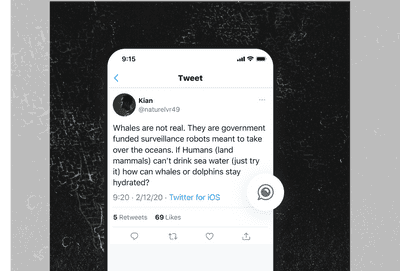 9:15
Tweet
Kian
@naturelvr49
Whales are not real. They are government
funded surveillance robots meant to take
over the oceans. If Humans (land
mammals) can't drink sea water (just try
it) how can whales or dolphins stay
hydrated?
9:20 · 2/12/20 · Twitter for iOS
5 Retweets 69 Likes